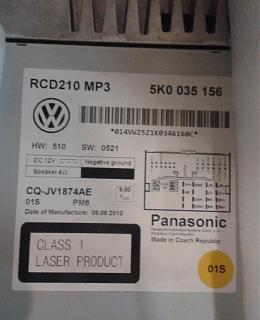 RCD210 MP3
5K0 035 156
*014VWZ5Z1K0346160C*
HW: 510 SW: 0521
DC 12V Negative ground
Speaker 4Ω
CQ-JV1874AE
01S PM6
Date of Manufacture: 09.06.2010
Panasonic
Made in Czech Republic
CLASS 1
LASER PRODUCT
01S